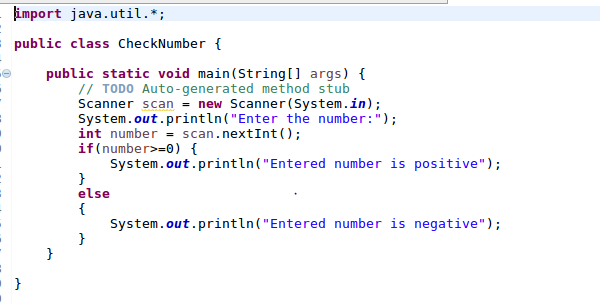 import java.util.*;
public class CheckNumber {
public static void main(String[] args) {
// TODO Auto-generated method stub
Scanner scan = new Scanner(System.in);
System.out.println("Enter the number:");
int number = scan.nextInt();
if(number>=0) {
System.out.println("Entered number is positive");
}
else
{
System.out.println("Entered number is negative");
}
}
}